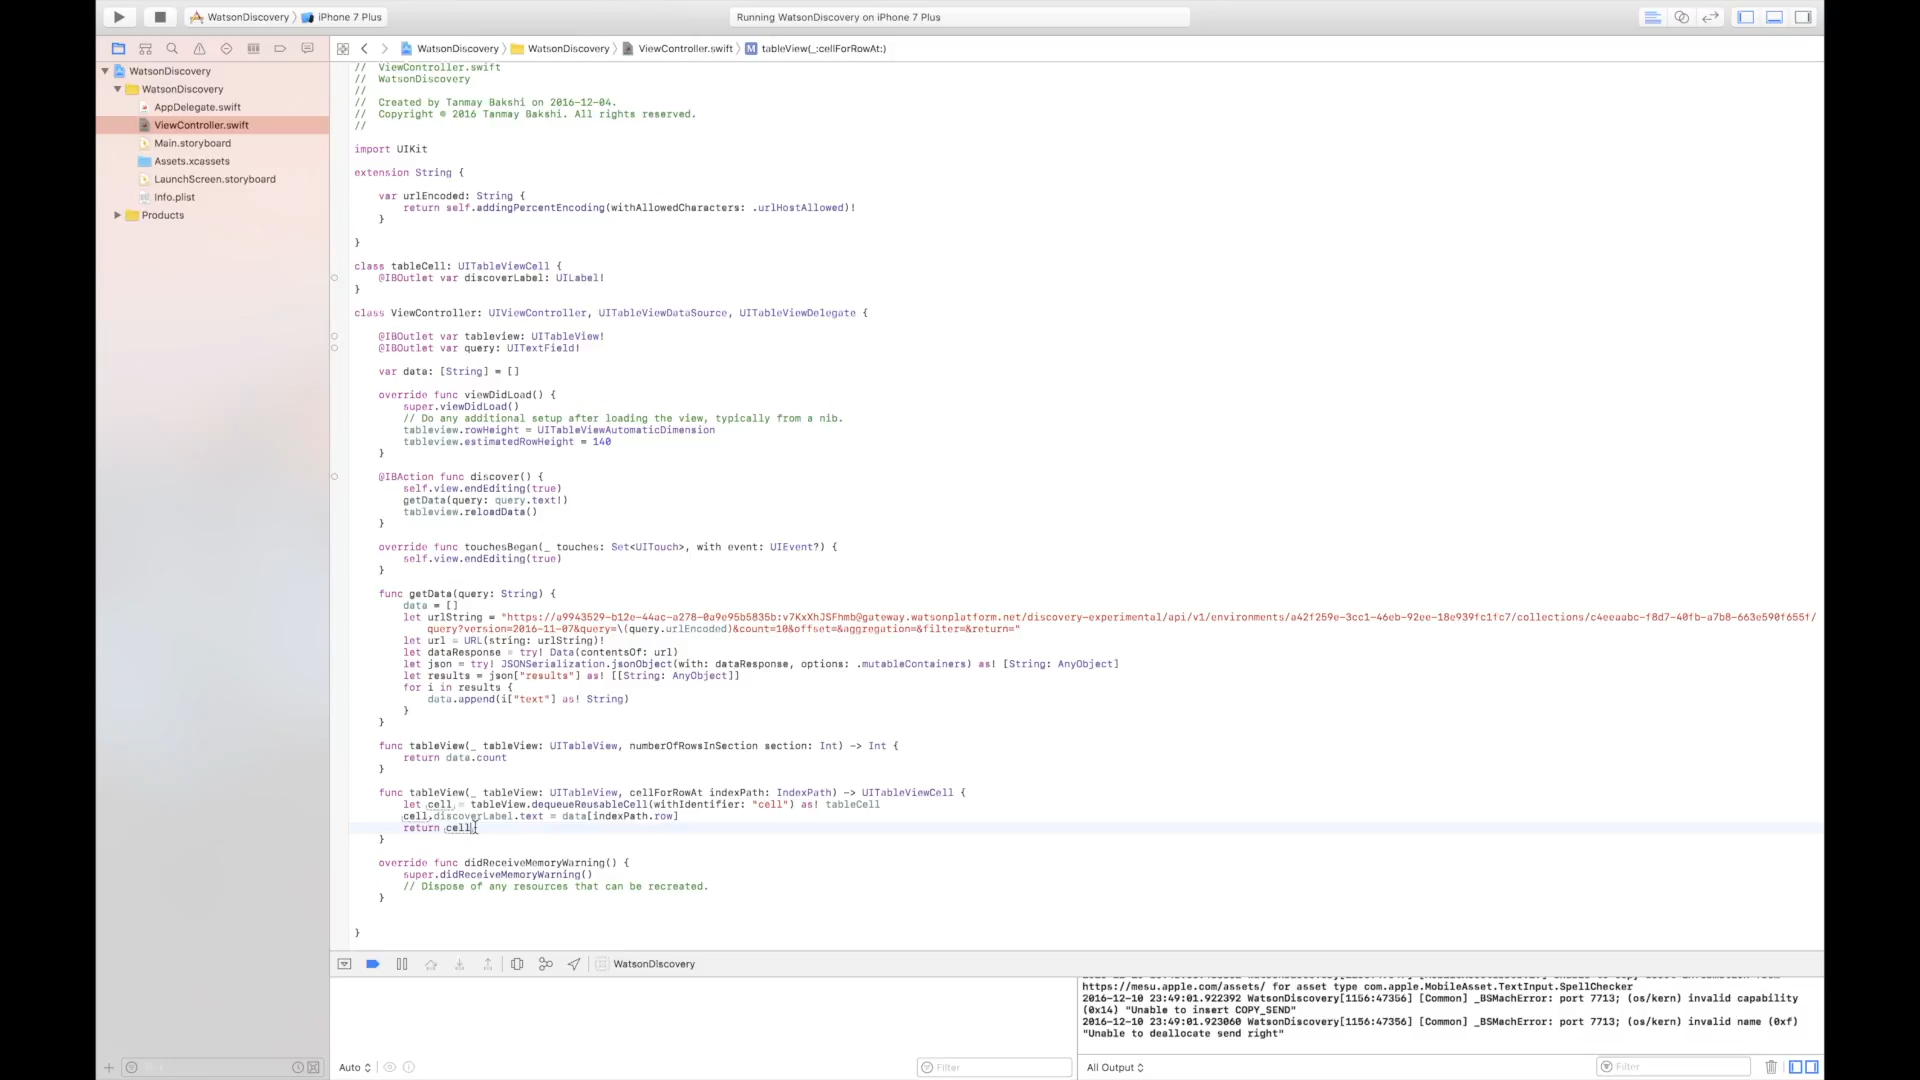 WatsonDiscovery
iPhone 7 Plus
Running WatsonDiscovery on iPhone 7 Plus
WatsonDiscovery
WatsonDiscovery
ViewController.swift
M
tableView(_:cellForRowAt:)
WatsonDiscovery
WatsonDiscovery
AppDelegate.swift
ViewController.swift
Main.storyboard
Assets.xcassets
LaunchScreen.storyboard
Info.plist
Products
//  ViewController.swift
//  WatsonDiscovery
//
//  Created by Tanmay Bakshi on 2016-12-04.
//  Copyright © 2016 Tanmay Bakshi. All rights reserved.
//
import UIKit
extension String {
var urlEncoded: String {
return self.addingPercentEncoding(withAllowedCharacters: .urlHostAllowed)!
}
}
class tableCell: UITableViewCell {
@IBOutlet var discoverLabel: UILabel!
}
class ViewController: UIViewController, UITableViewDataSource, UITableViewDelegate {
@IBOutlet var tableview: UITableView!
@IBOutlet var query: UITextField!
var data: [String] = []
override func viewDidLoad() {
super.viewDidLoad()
// Do any additional setup after loading the view, typically from a nib.
tableview.rowHeight = UITableViewAutomaticDimension
tableview.estimatedRowHeight = 140
}
@IBAction func discover() {
self.view.endEditing(true)
getData(query: query.text!)
tableview.reloadData()
}
override func touchesBegan(_ touches: Set<UITouch>, with event: UIEvent?) {
self.view.endEditing(true)
}
func getData(query: String) {
data = []
let urlString = "https://a9943529-b12e-44ac-a278-0a9e95b5835b:v7KxXhJSFhmb@gateway.watsonplatform.net/discovery-experimental/api/v1/environments/a42f259e-3cc1-46eb-92ee-18e939fc1fc7/collections/c4eeaabc-f8d7-40fb-a7b8-663e590f655f/
query?version=2016-11-07&query=\(query.urlEncoded)&count=10&offset=&aggregation=&filter=&return="
let url = URL(string: urlString)!
let dataResponse = try! Data(contentsOf: url)
let json = try! JSONSerialization.jsonObject(with: dataResponse, options: .mutableContainers) as! [String: AnyObject]
let results = json["results"] as! [[String: AnyObject]]
for i in results {
data.append(i["text"] as! String)
}
}
func tableView(_ tableView: UITableView, numberOfRowsInSection section: Int) -> Int {
return data.count
}
func tableView(_ tableView: UITableView, cellForRowAt indexPath: IndexPath) -> UITableViewCell {
let cell = tableView.dequeueReusableCell(withIdentifier: "cell") as! tableCell
cell.discoverLabel.text = data[indexPath.row]
return cell
}
override func didReceiveMemoryWarning() {
super.didReceiveMemoryWarning()
// Dispose of any resources that can be recreated.
}
}
WatsonDiscovery
https://mesu.apple.com/assets/ for asset type com.apple.MobileAsset.TextInput.SpellChecker
2016-12-10 23:49:01.922392 WatsonDiscovery[1156:47356] [Common] _BSMachError: port 7713; (os/kern) invalid capability
(0x14) "Unable to insert COPY_SEND"
2016-12-10 23:49:01.923060 WatsonDiscovery[1156:47356] [Common] _BSMachError: port 7713; (os/kern) invalid name (0xf)
"Unable to deallocate send right"
Auto
Filter
All Output
Filter